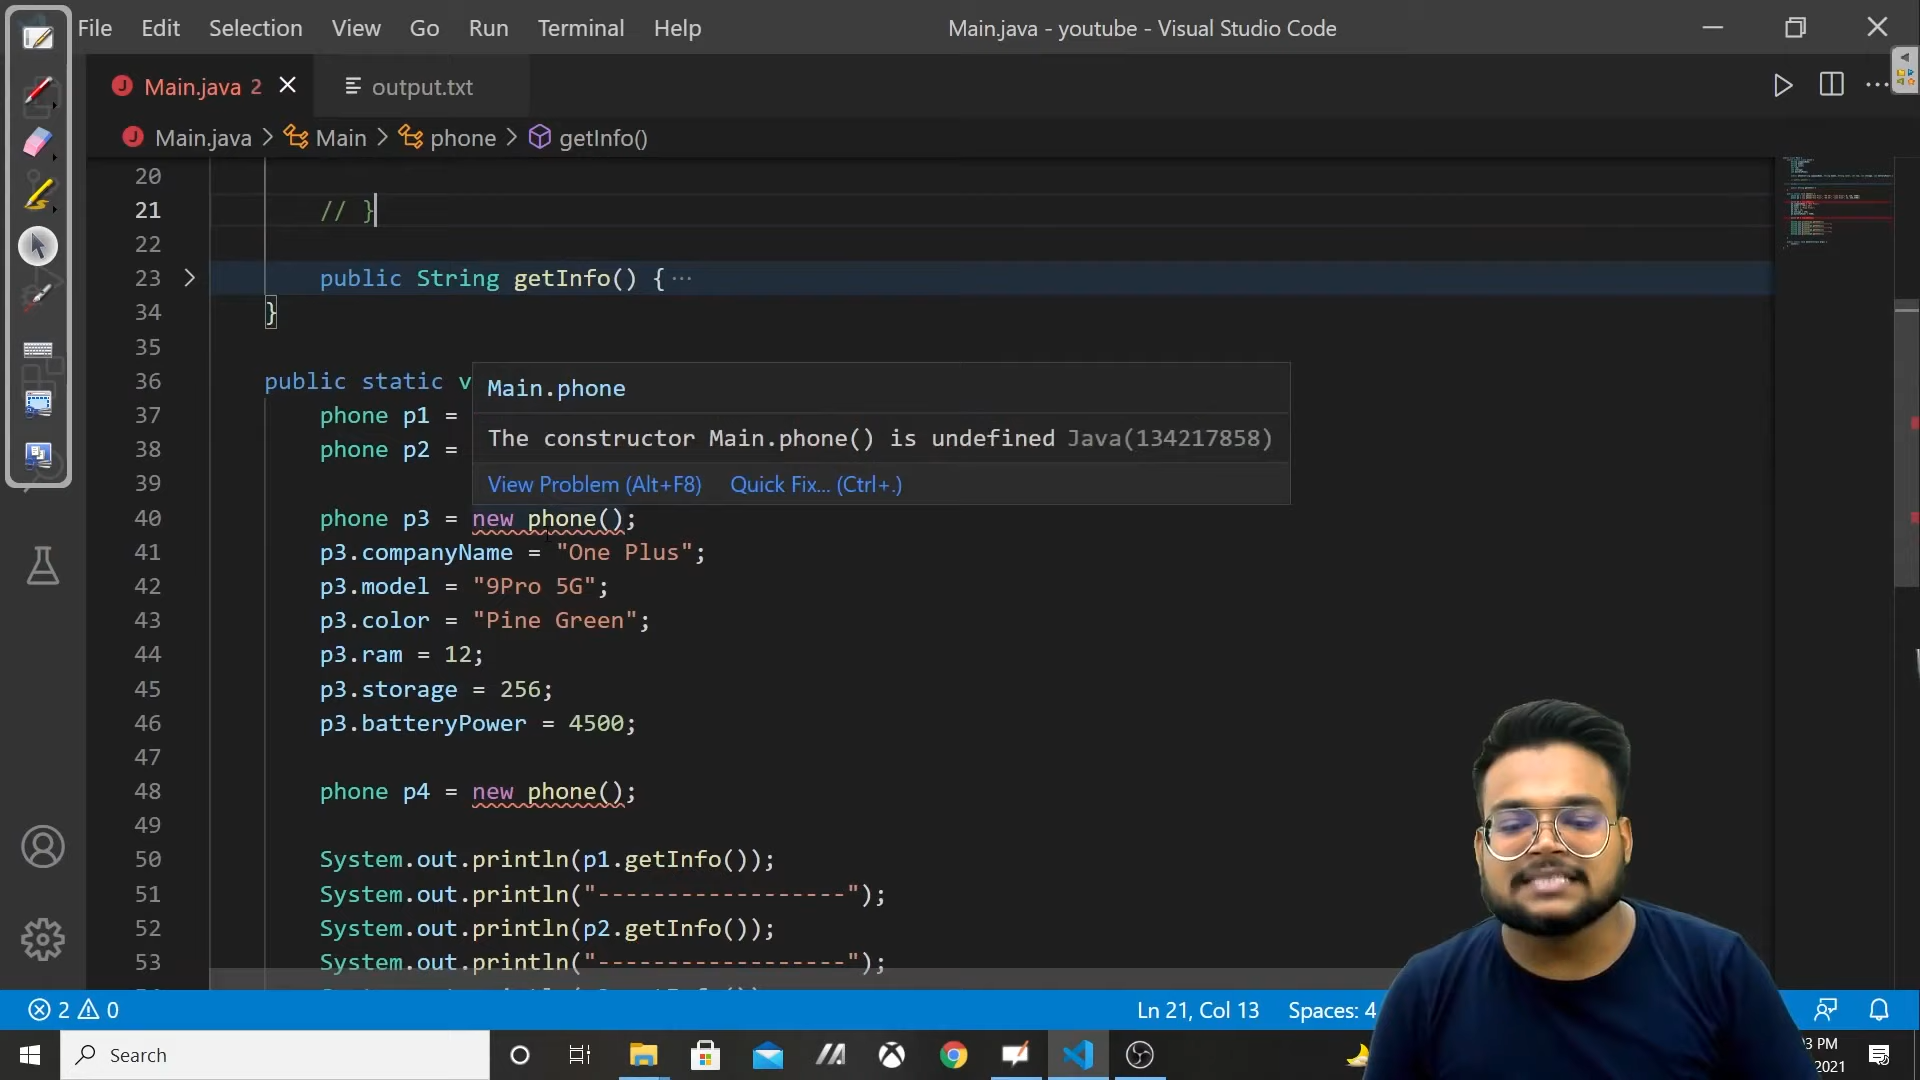 File Edit Selection View Go Run Terminal Help
Main.java - youtube - Visual Studio Code
Main.java 2
output.txt
Main.java > Main > phone > getInfo()
20
21 // }
22
23 public String getInfo() { ···
34 }
35
36 public static v
37 phone p1 =
38 phone p2 =
39
Main.phone
The constructor Main.phone() is undefined Java(134217858)
View Problem (Alt+F8) Quick Fix... (Ctrl+.)
40 phone p3 = new phone();
41 p3.companyName = "One Plus";
42 p3.model = "9Pro 5G";
43 p3.color = "Pine Green";
44 p3.ram = 12;
45 p3.storage = 256;
46 p3.batteryPower = 4500;
47
48 phone p4 = new phone();
49
50 System.out.println(p1.getInfo());
51 System.out.println("------------------");
52 System.out.println(p2.getInfo());
53 System.out.println("------------------");
2 0
Ln 21, Col 13 Spaces: 4
Search
3 PM
2021